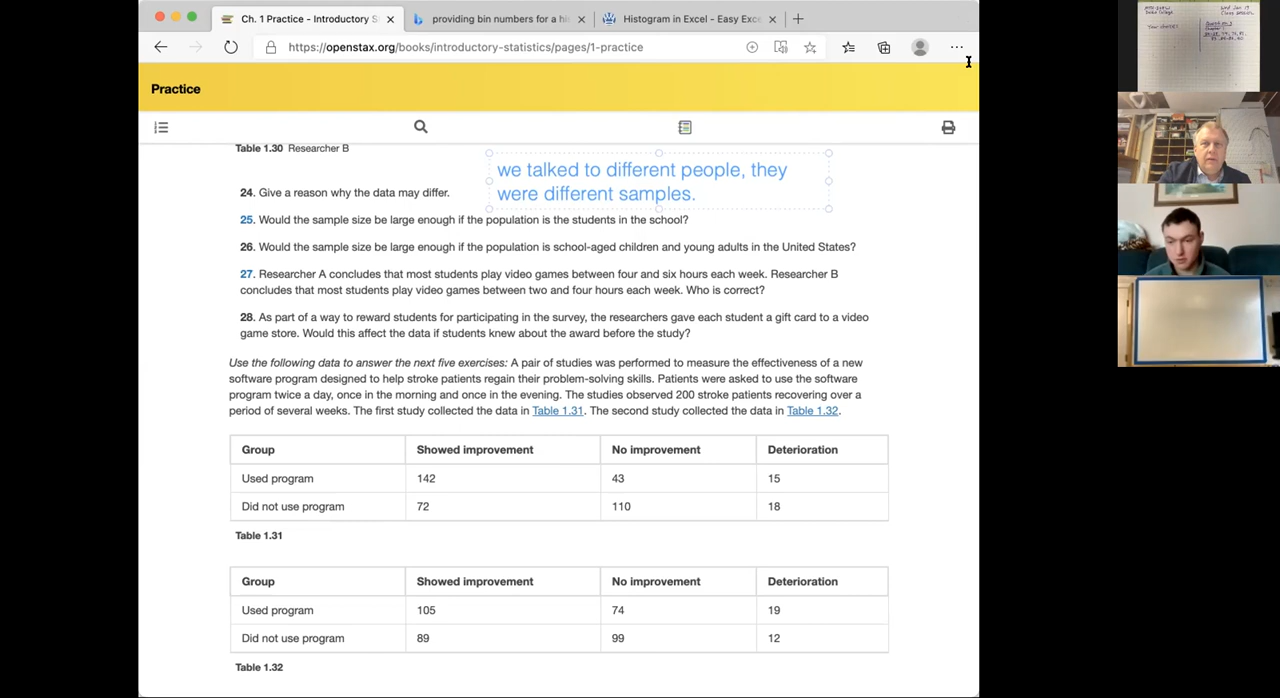 Ch. 1 Practice - Introductory S
providing bin numbers for a hi
Histogram in Excel - Easy Exc
https://openstax.org/books/introductory-statistics/pages/1-practice
Practice
Table 1.30 Researcher B
we talked to different people, they
were different samples.
24. Give a reason why the data may differ.
25. Would the sample size be large enough if the population is the students in the school?
26. Would the sample size be large enough if the population is school-aged children and young adults in the United States?
27. Researcher A concludes that most students play video games between four and six hours each week. Researcher B
concludes that most students play video games between two and four hours each week. Who is correct?
28. As part of a way to reward students for participating in the survey, the researchers gave each student a gift card to a video
game store. Would this affect the data if students knew about the award before the study?
Use the following data to answer the next five exercises: A pair of studies was performed to measure the effectiveness of a new
software program designed to help stroke patients regain their problem-solving skills. Patients were asked to use the software
program twice a day, once in the morning and once in the evening. The studies observed 200 stroke patients recovering over a
period of several weeks. The first study collected the data in Table 1.31. The second study collected the data in Table 1.32.
Group Showed improvement No improvement Deterioration
Used program 142 43 15
Did not use program 72 110 18
Table 1.31
Group Showed improvement No improvement Deterioration
Used program 105 74 19
Did not use program 89 99 12
Table 1.32